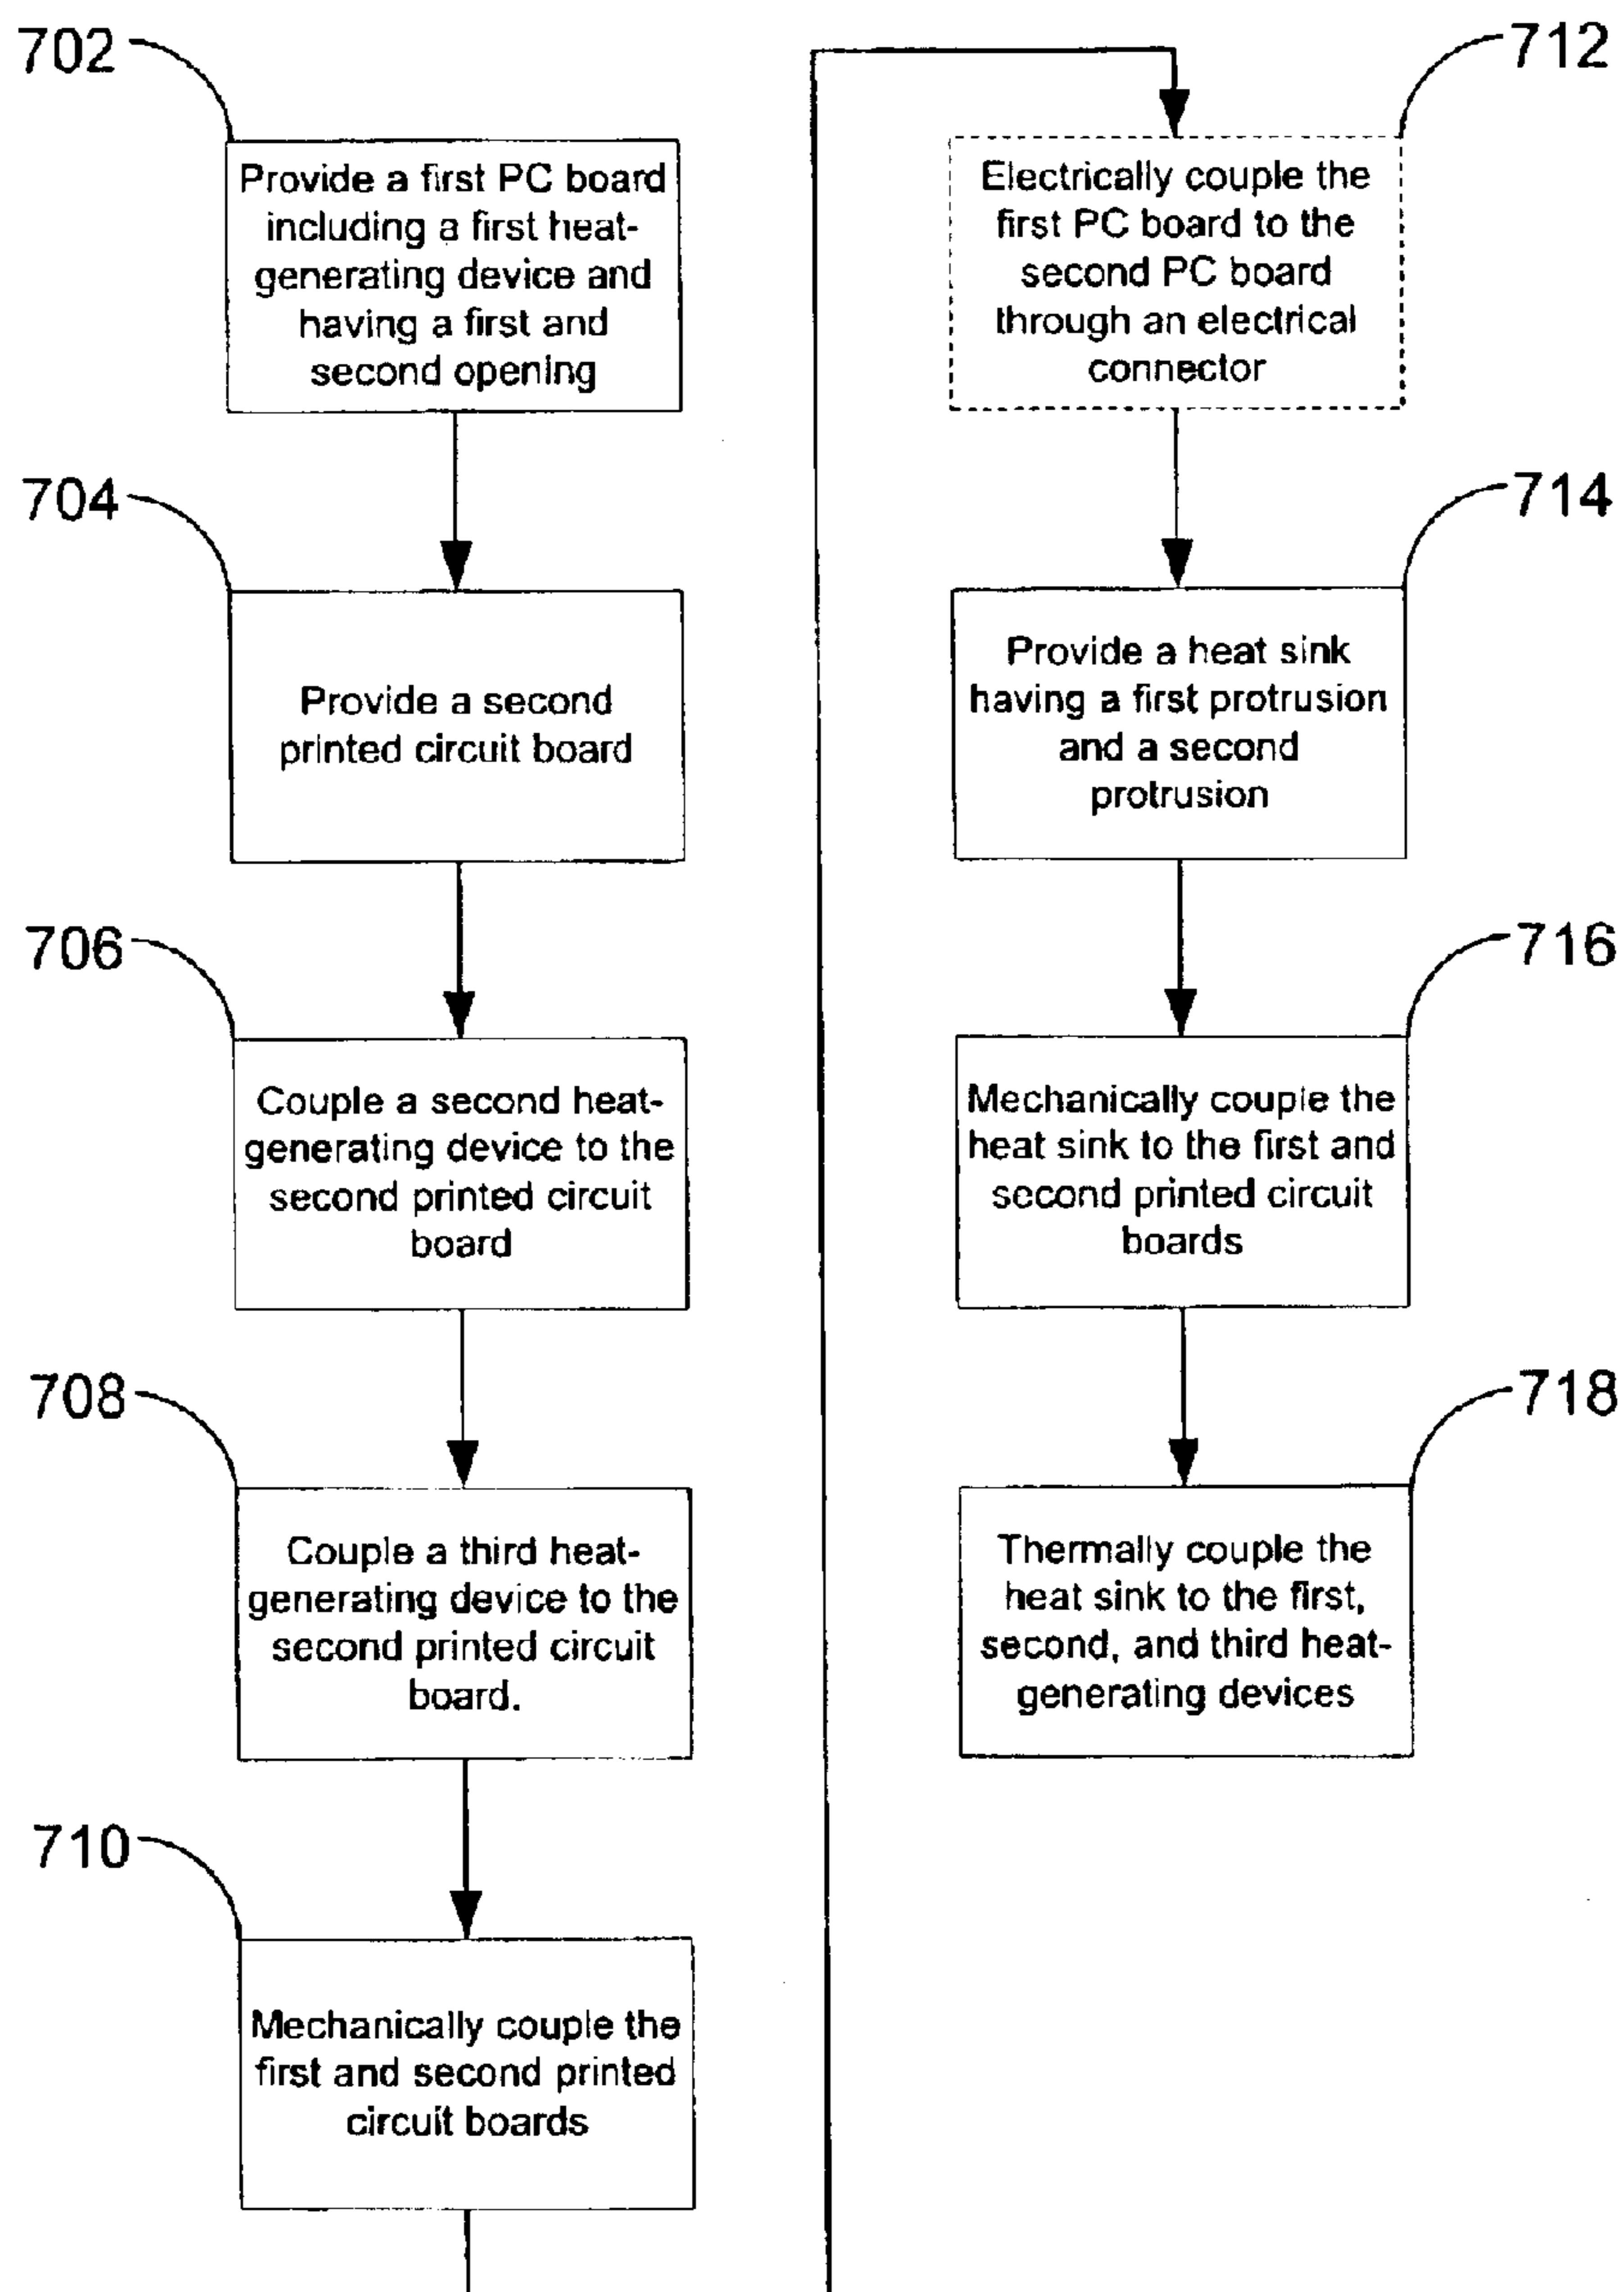 702
Provide a first PC board
including a first heat-
generating device and
having a first and
second opening
704
Provide a second
printed circuit board
706
Couple a second heat-
generating device to the
second printed circuit
board
708
Couple a third heat-
generating device to the
second printed circuit
board.
710
Mechanically couple the
first and second printed
circuit boards
712
Electrically couple the
first PC board to the
second PC board
through an electrical
connector
714
Provide a heat sink
having a first protrusion
and a second
protrusion
716
Mechanically couple the
heat sink to the first and
second printed circuit
boards
718
Thermally couple the
heat sink to the first,
second, and third heat-
generating devices